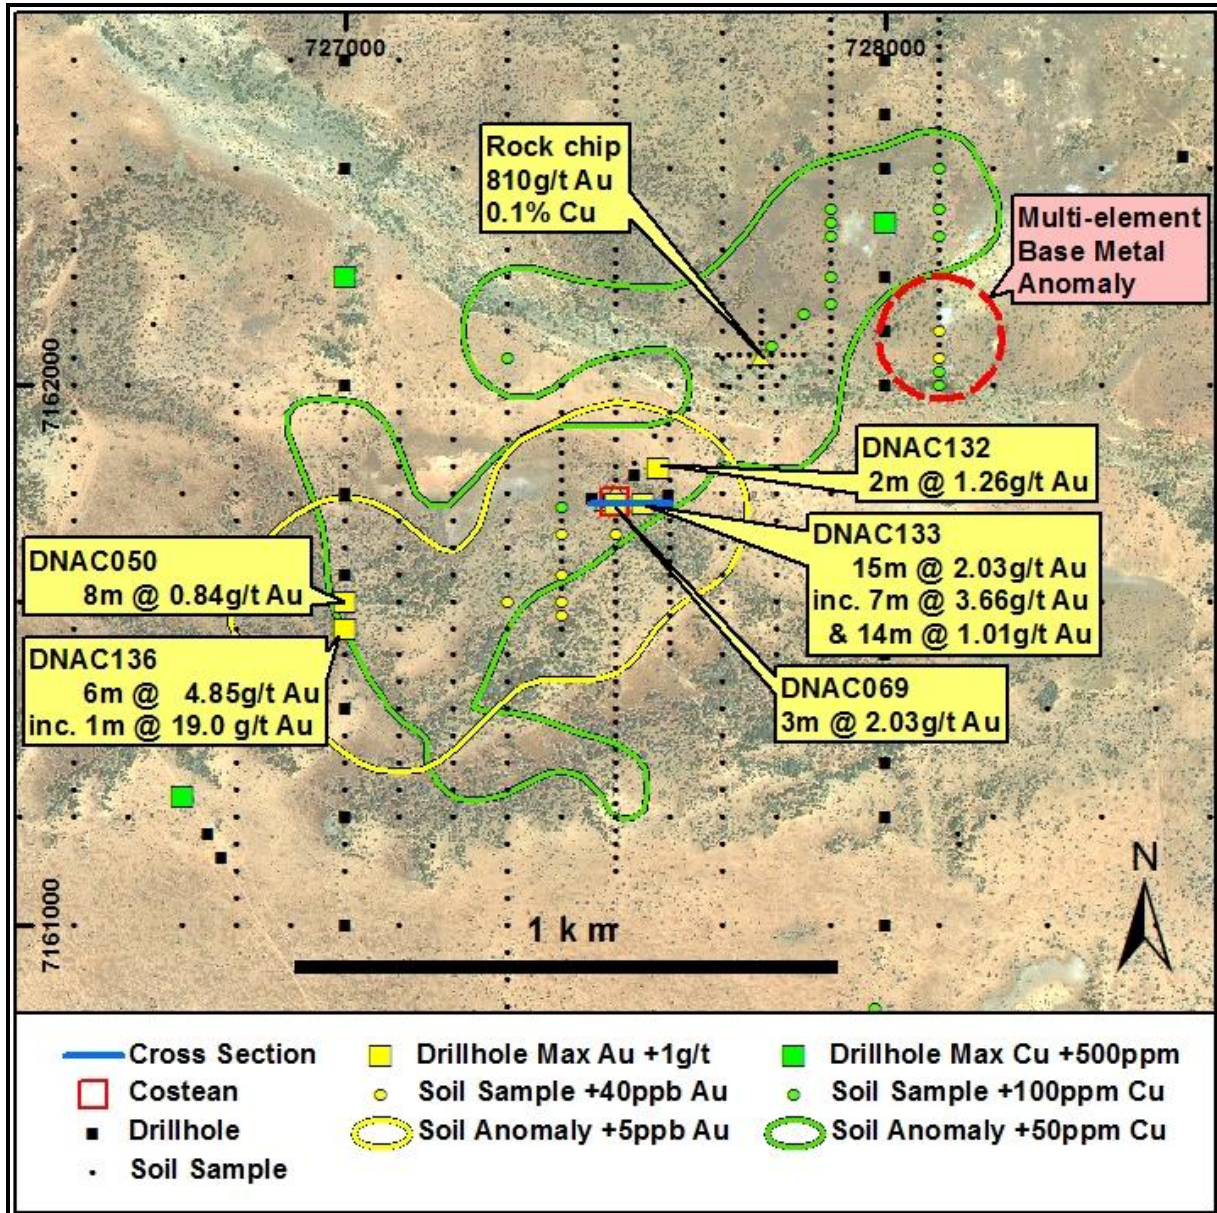 727000
728000
Rock chip
810g/t Au
0.1% Cu
Multi-element
Base Metal
Anomaly
7162000
DNAC132
2m @ 1.26g/t Au
DNAC050
8m @ 0.84g/t Au
DNAC133
15m @ 2.03g/t Au
inc. 7m @ 3.66g/t Au
& 14m @ 1.01g/t Au
DNAC136
6m @ 4.85g/t Au
inc. 1m @ 19.0 g/t Au
DNAC069
3m @ 2.03g/t Au
7161000
1 km
N
Cross Section
Drillhole Max Au +1g/t
Drillhole Max Cu +500ppm
Costean
Soil Sample +40ppb Au
Soil Sample +100ppm Cu
Drillhole
Soil Anomaly +5ppb Au
Soil Anomaly +50ppm Cu
Soil Sample